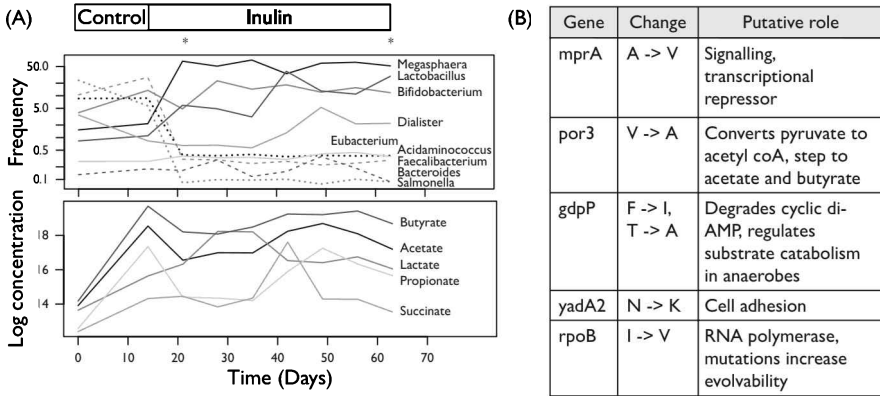 (A)
Control
Inulin
* *
Frequency
50.0
5.0
0.5
0.1
Megasphaera
Lactobacillus
Bifidobacterium
Dialister
Eubacterium
Acidaminococcus
Faecalibacterium
Bacteroides
Salmonella
Log concentration
18
16
14
Butyrate
Acetate
Lactate
Propionate
Succinate
0 10 20 30 40 50 60 70
Time (Days)
(B)
Gene Change Putative role
mprA A -> V Signalling,
transcriptional
repressor
por3 V -> A Converts pyruvate to
acetyl coA, step to
acetate and butyrate
gdpP F -> I, Degrades cyclic di-
T -> A AMP, regulates
substrate catabolism
in anaerobes
yadA2 N -> K Cell adhesion
rpoB I -> V RNA polymerase,
mutations increase
evolvability